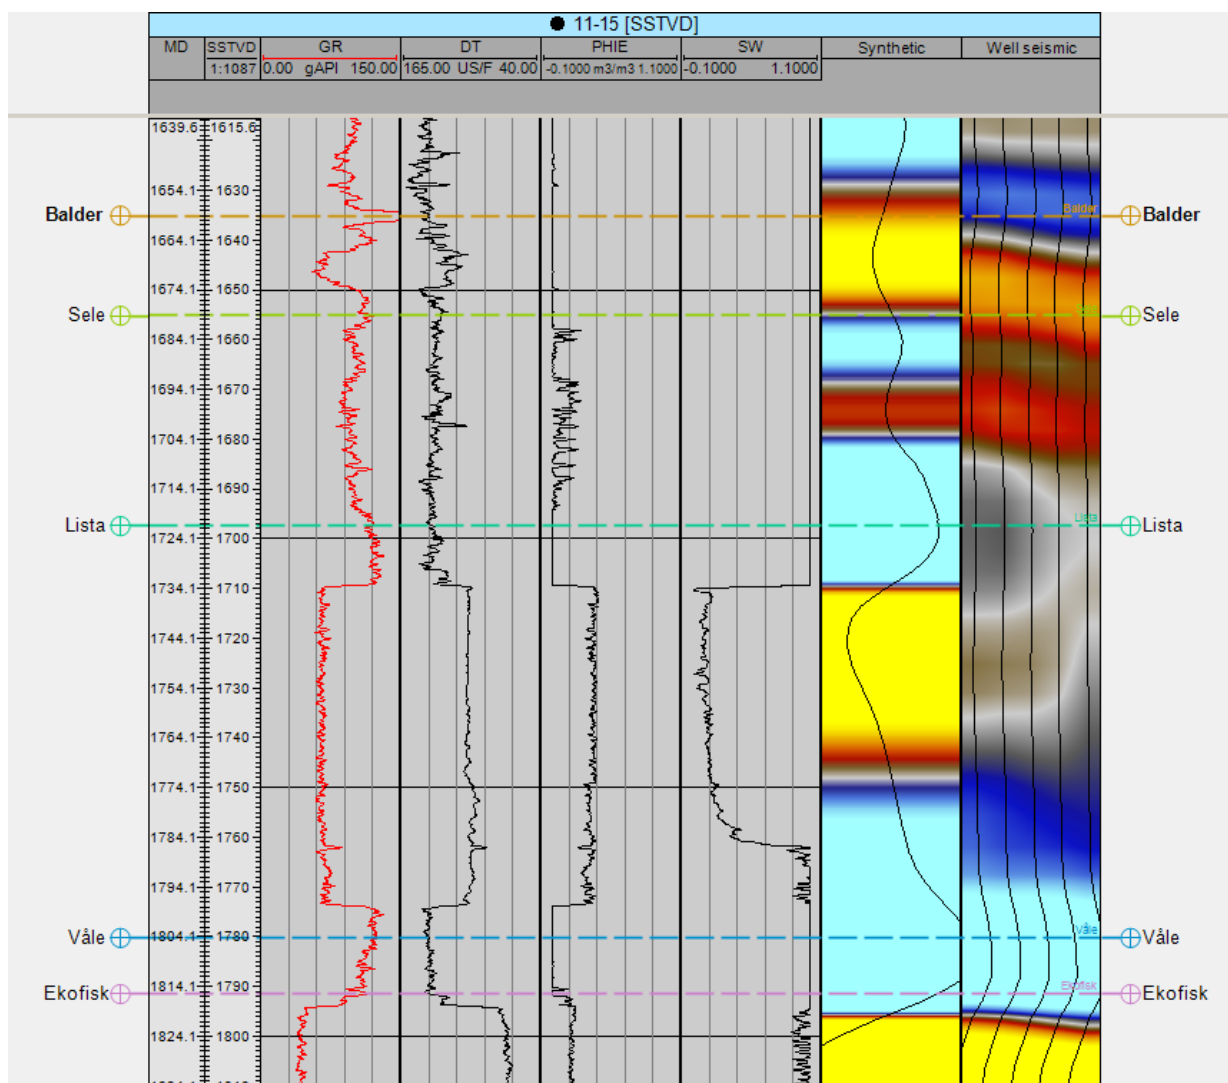 11-15 [SSTVD]
MD SSTVD GR DT PHIE SW Synthetic Well seismic
1:1087 0.00 gAPI 150.00 165.00 US/F 40.00 -0.1000 m3/m3 1.1000 -0.1000 1.1000
1639.6 1615.6
1654.1 1630
Balder Balder Balder
1664.1 1640
1674.1 1650
Sele Sele
1684.1 1660
1694.1 1670
1704.1 1680
1714.1 1690
Lista Lista Lista
1724.1 1700
1734.1 1710
1744.1 1720
1754.1 1730
1764.1 1740
1774.1 1750
1784.1 1760
1794.1 1770
Våle 1804.1 1780 Våle Våle
1814.1 1790
Ekofisk Ekofisk Ekofisk
1824.1 1800